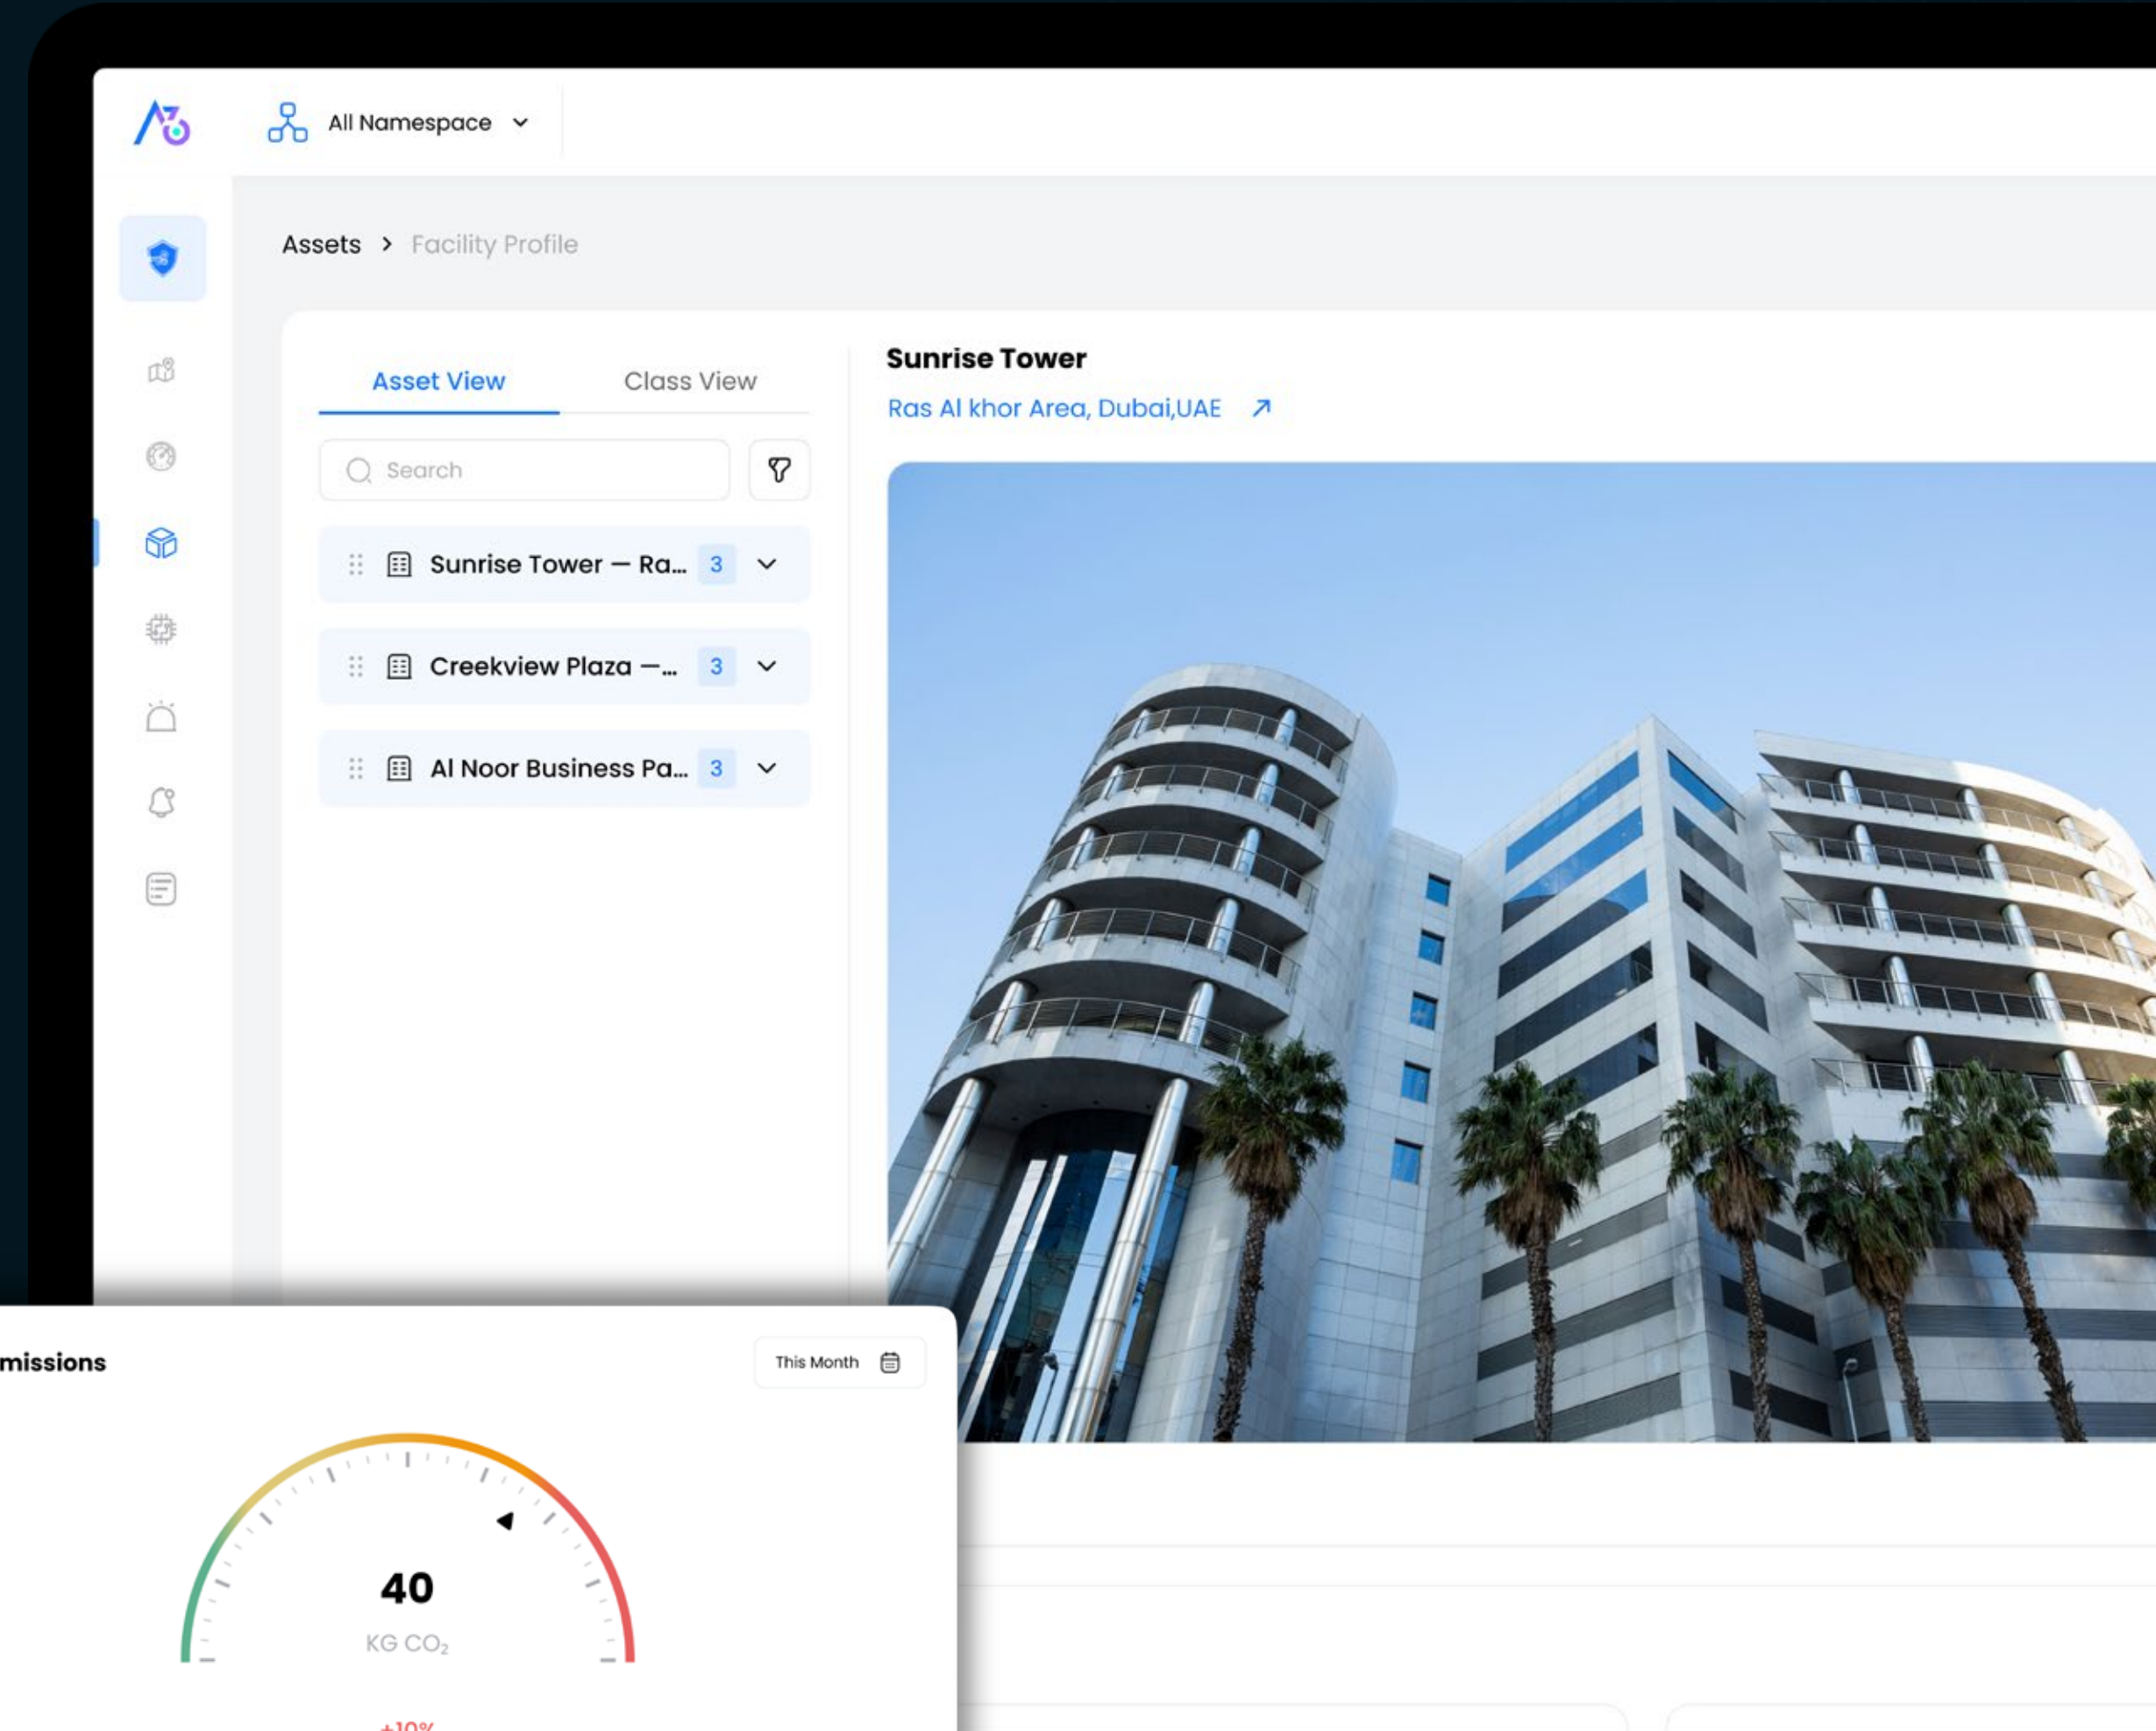 All Namespace
Assets > Facility Profile
Asset View
Class View
Search
Sunrise Tower — Ra... 3
Creekview Plaza —... 3
Al Noor Business Pa... 3
Sunrise Tower
Ras Al khor Area, Dubai,UAE
missions
This Month
40
KG CO₂
+10%